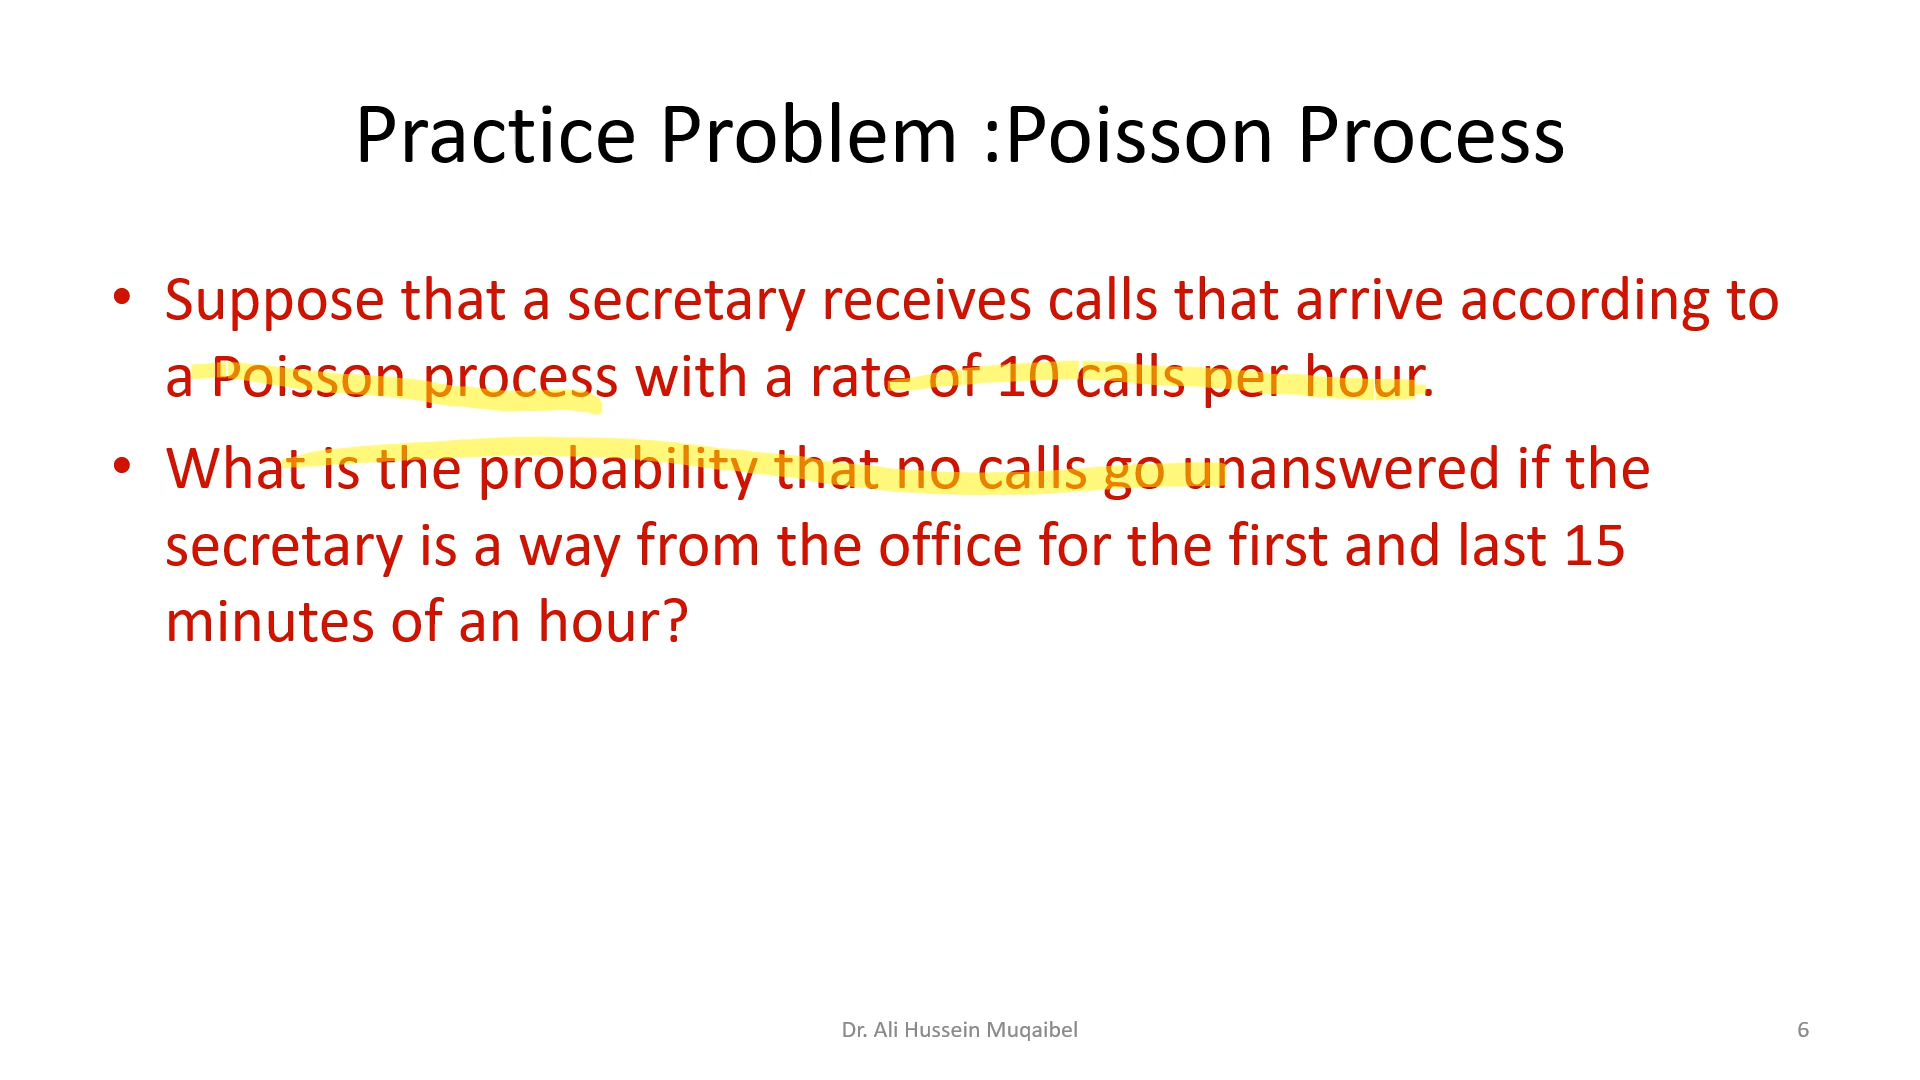 Practice Problem :Poisson Process
• Suppose that a secretary receives calls that arrive according to
a Poisson process with a rate of 10 calls per hour.
• What is the probability that no calls go unanswered if the
secretary is a way from the office for the first and last 15
minutes of an hour?
Dr. Ali Hussein Muqaibel
6